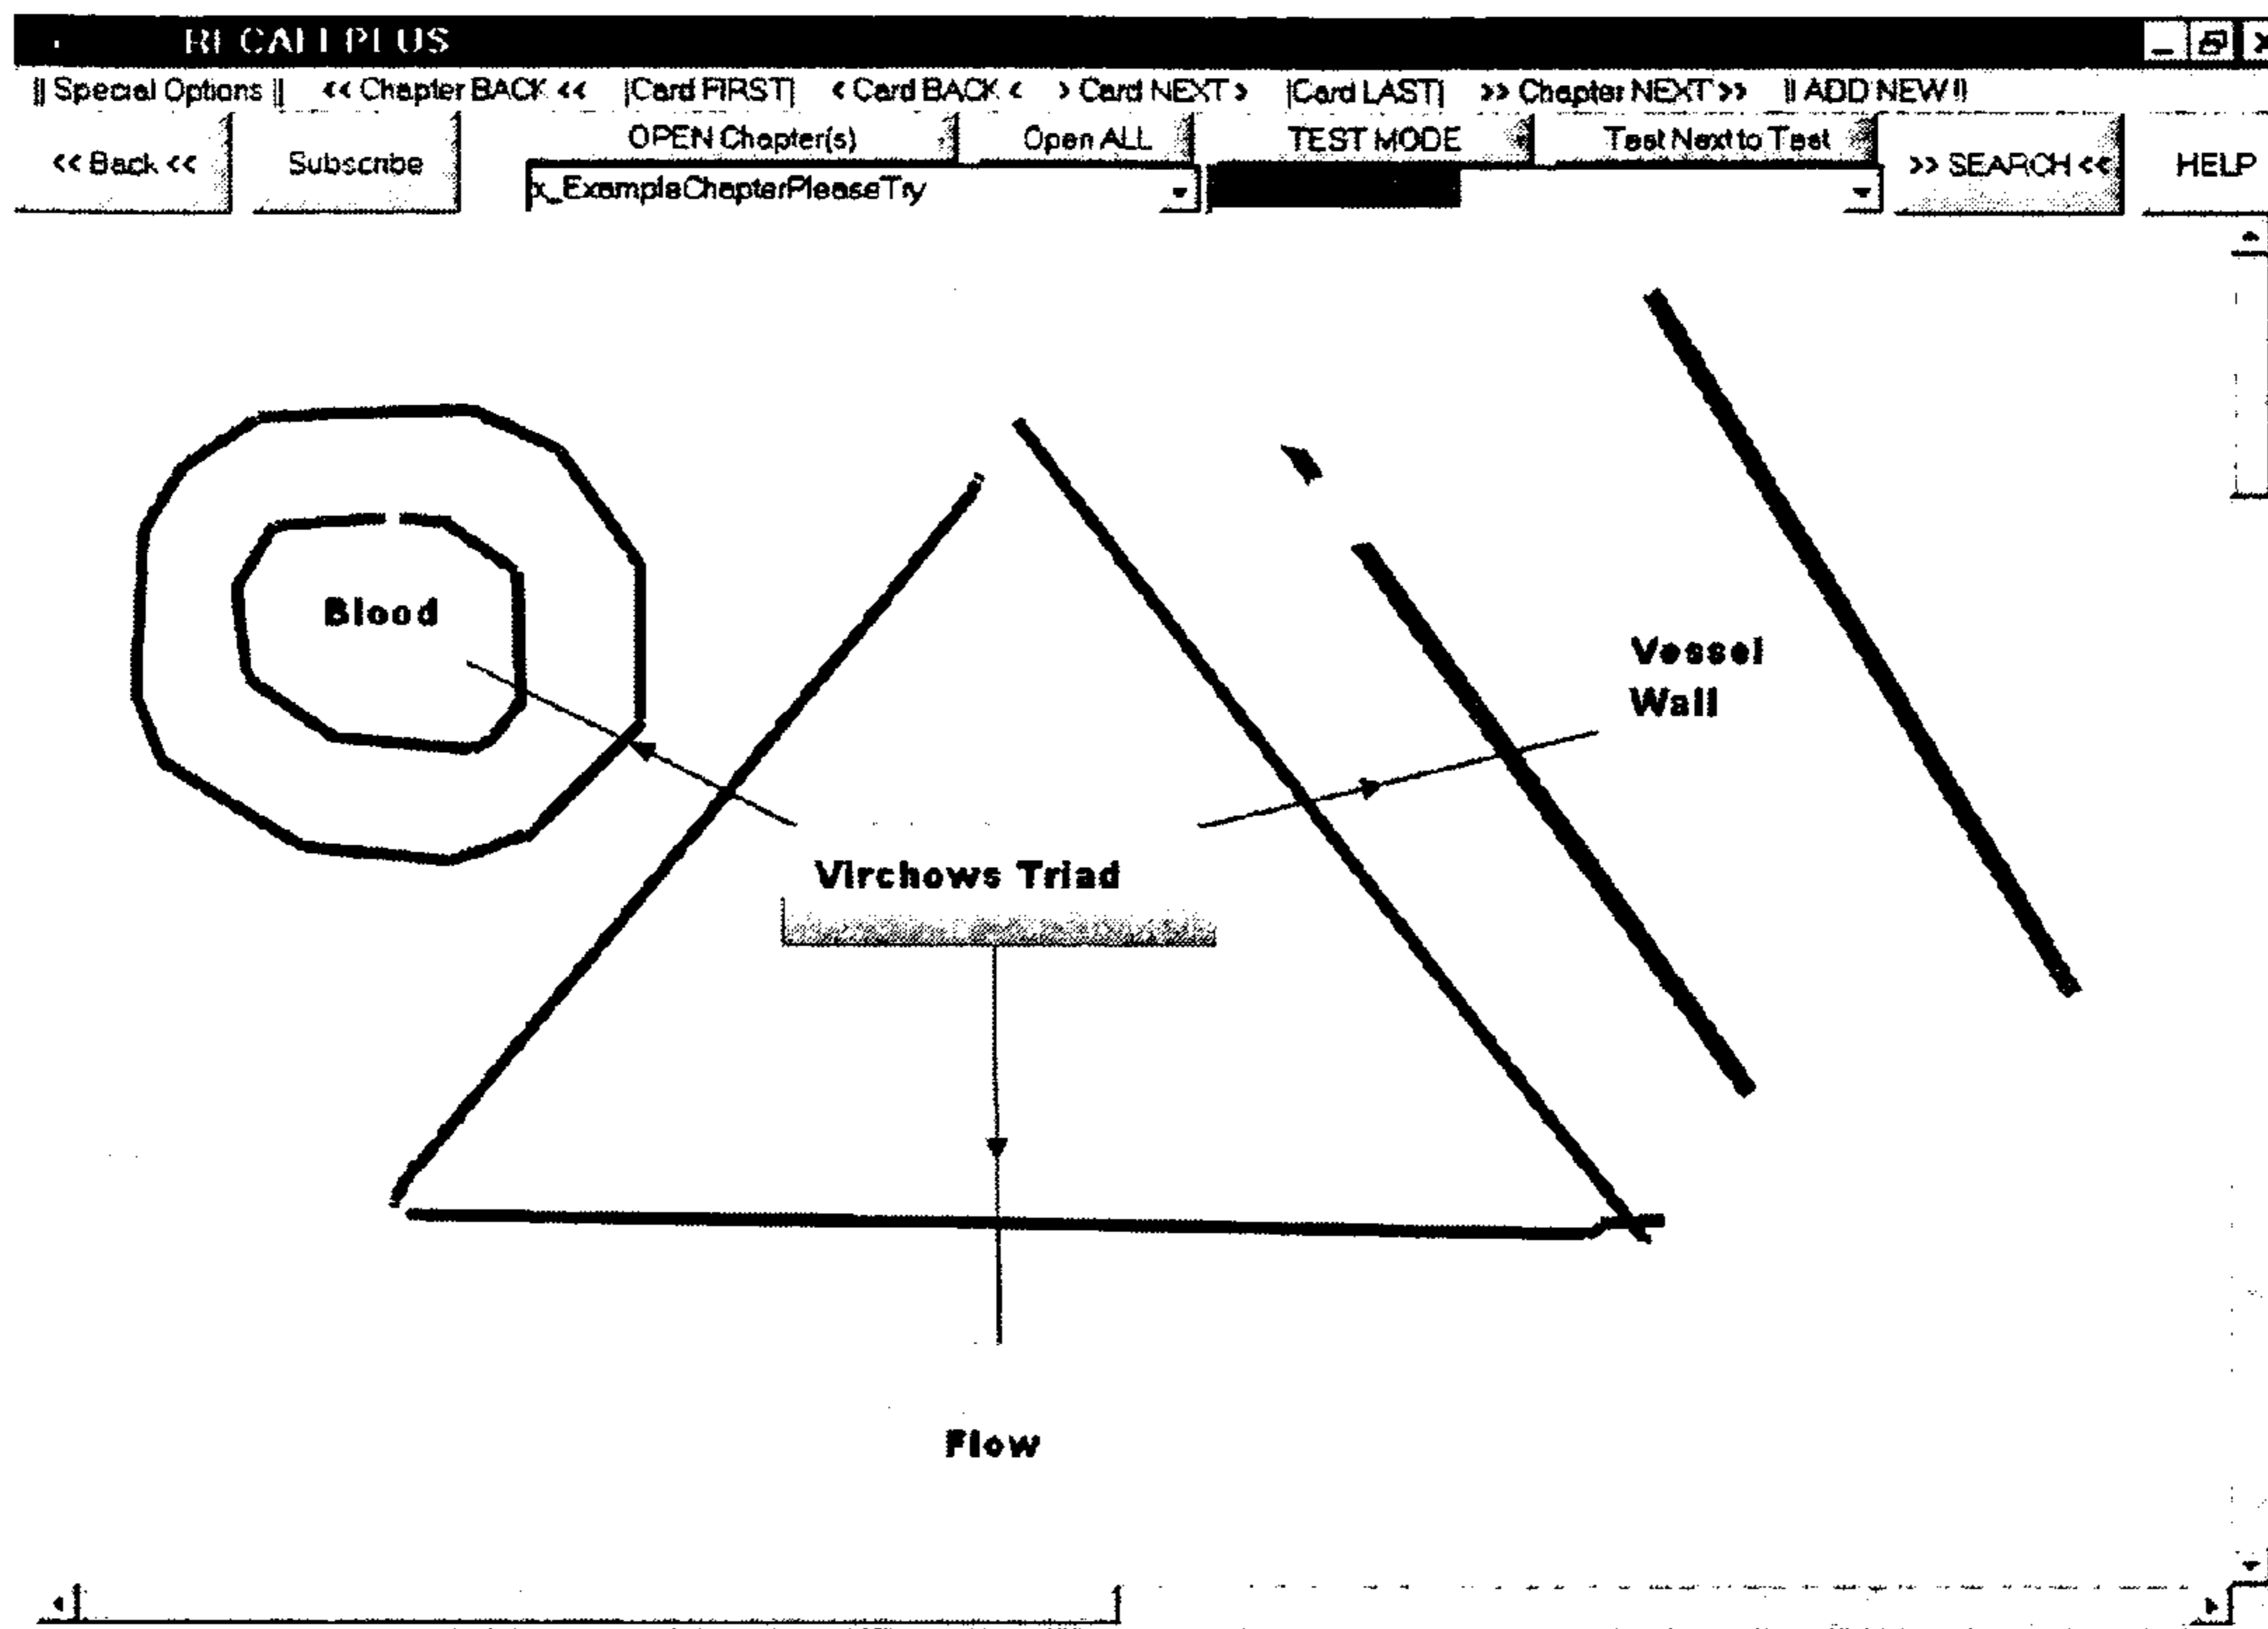 RECALLPLUS
|| Special Options || << Chapter BACK << |Card FIRST| < Card BACK < > Card NEXT > |Card LAST| >> Chapter NEXT >> || ADD NEW ||
<< Back << Subscribe OPEN Chapter(s) Open ALL TEST MODE Test Next to Test >> SEARCH << HELP
x_ExampleChapterPleaseTry
Blood
Vessel
Wall
Virchows Triad
Flow